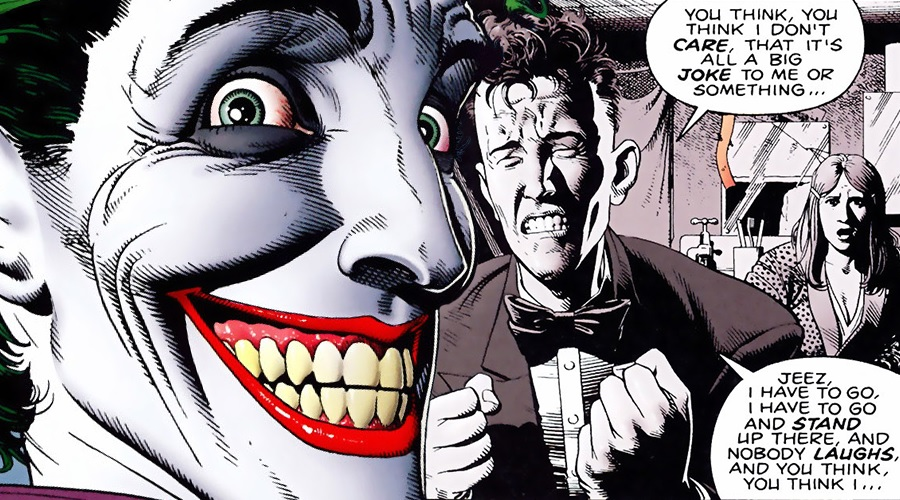 YOU THINK, YOU
THINK I DON'T
CARE, THAT IT'S
ALL A BIG
JOKE TO ME OR
SOMETHING...
JEEZ,
I HAVE TO GO,
I HAVE TO GO
AND STAND
UP THERE, AND
NOBODY LAUGHS,
AND YOU THINK,
YOU THINK I...